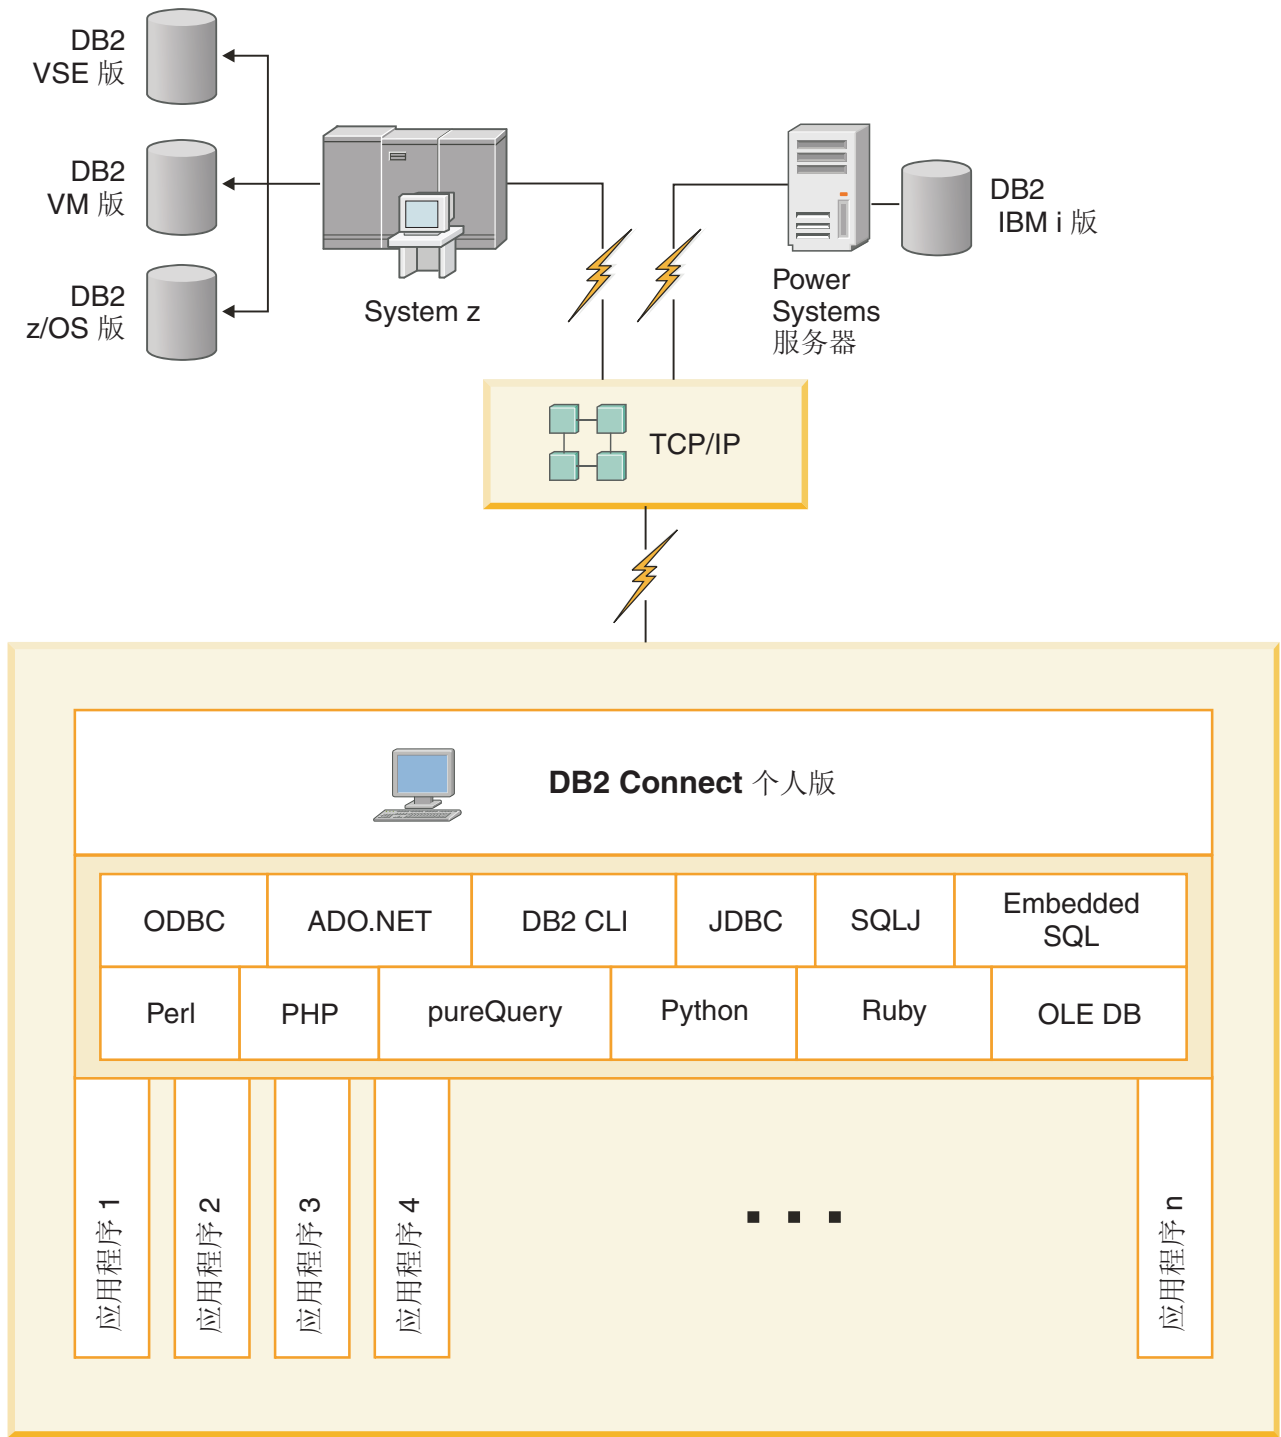 DB2
VSE 版
DB2
VM 版
DB2
z/OS 版
System z
Power
Systems
服务器
DB2
IBM i 版
TCP/IP
DB2 Connect 个人版
ODBC
ADO.NET
DB2 CLI
JDBC
SQLJ
Embedded
SQL
Perl
PHP
pureQuery
Python
Ruby
OLE DB
应用程序 1
应用程序 2
应用程序 3
应用程序 4
应用程序 n